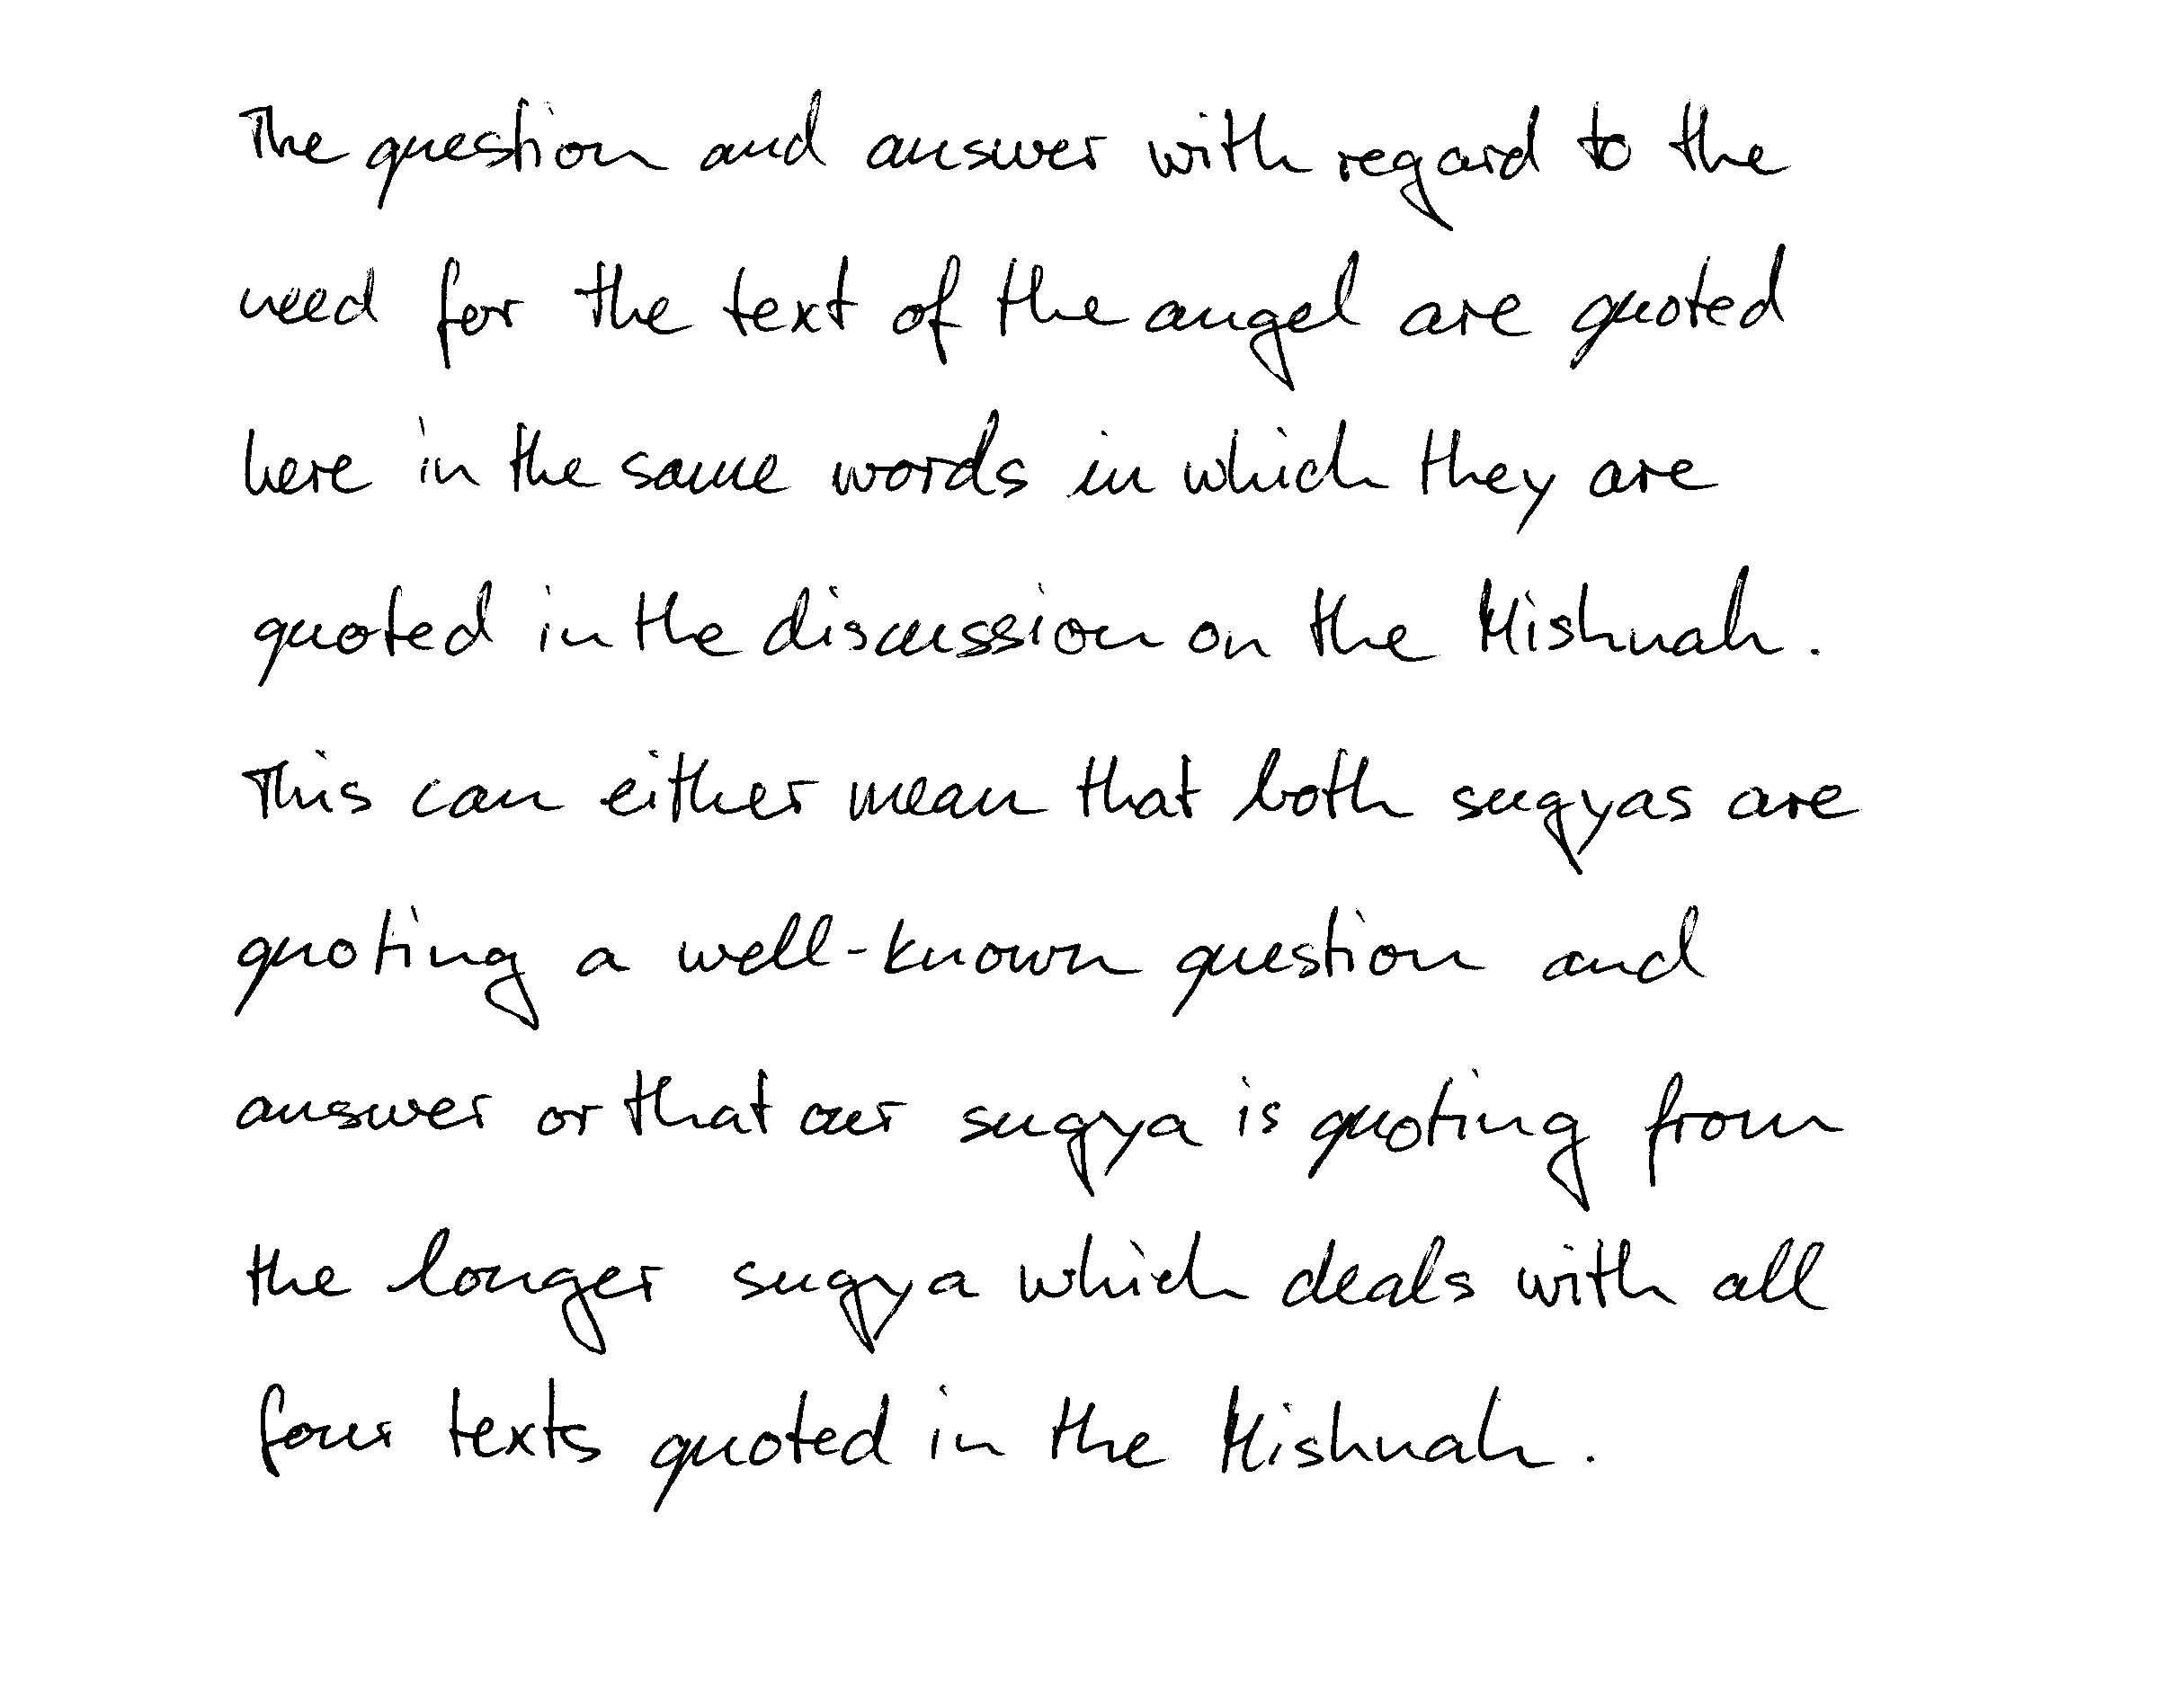 The question and answer with regard to the
need for the text of the angel are quoted
here in the same words in which they are
quoted in the discussion on the Mishnah.
This can either mean that both sugyas are
quoting a well-known question and
answer or that our sugya is quoting from
the longer sugya which deals with all
four texts quoted in the Mishnah.